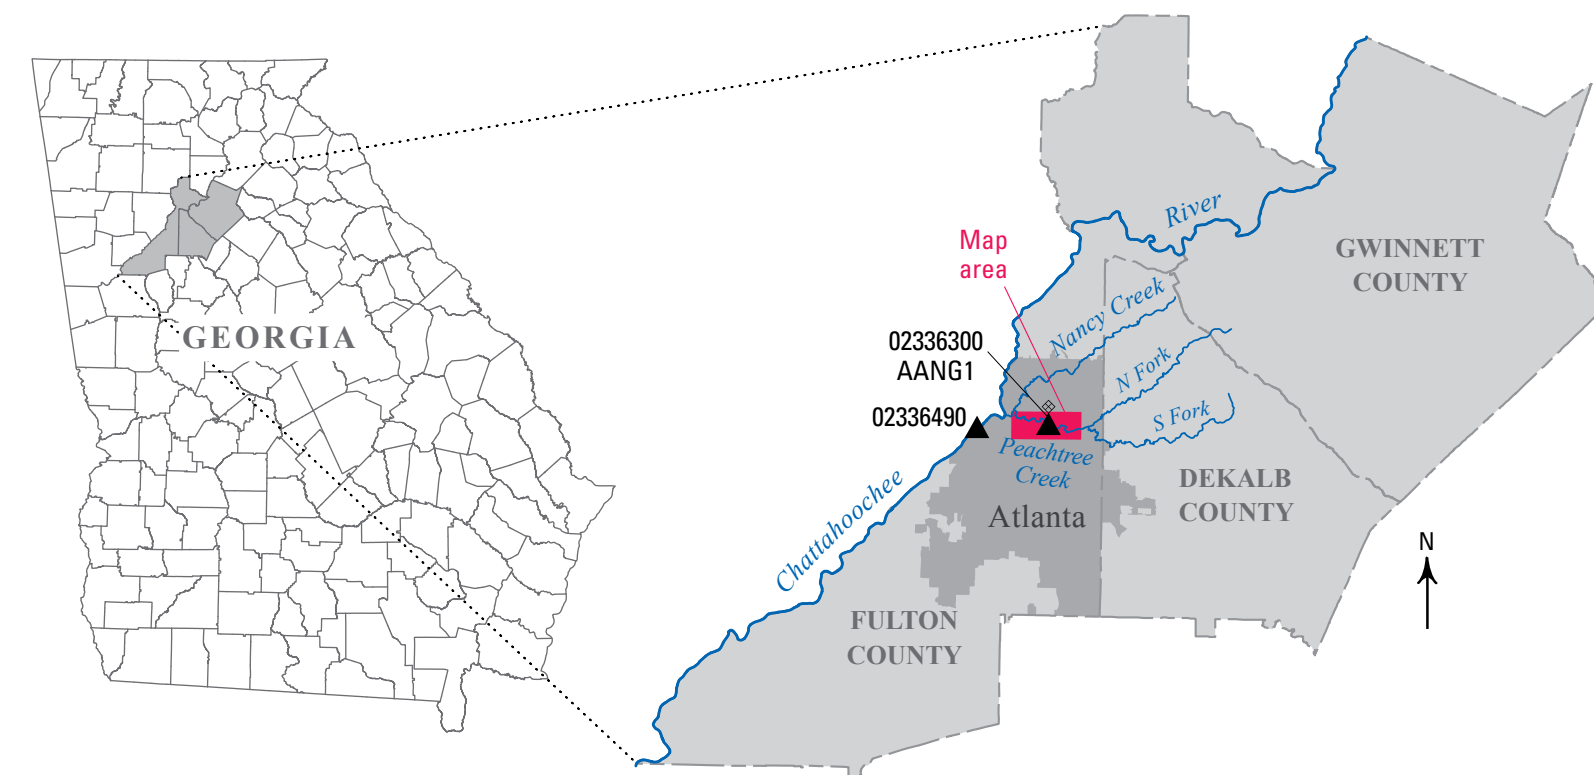 GEORGIA
Map
area
River
GWINNETT
COUNTY
Nancy Creek
02336300
AANG1
N Fork
02336490
S Fork
Peachtree
Creek
DEKALB
COUNTY
Chattahoochee
Atlanta
N
FULTON
COUNTY